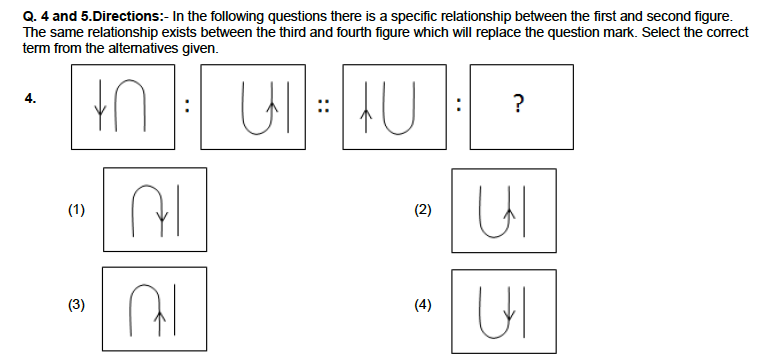 Q. 4 and 5.Directions:- In the following questions there is a specific relationship between the first and second figure.
The same relationship exists between the third and fourth figure which will replace the question mark. Select the correct
term from the alternatives given.
4. : :: : ?
(1) (2)
(3) (4)